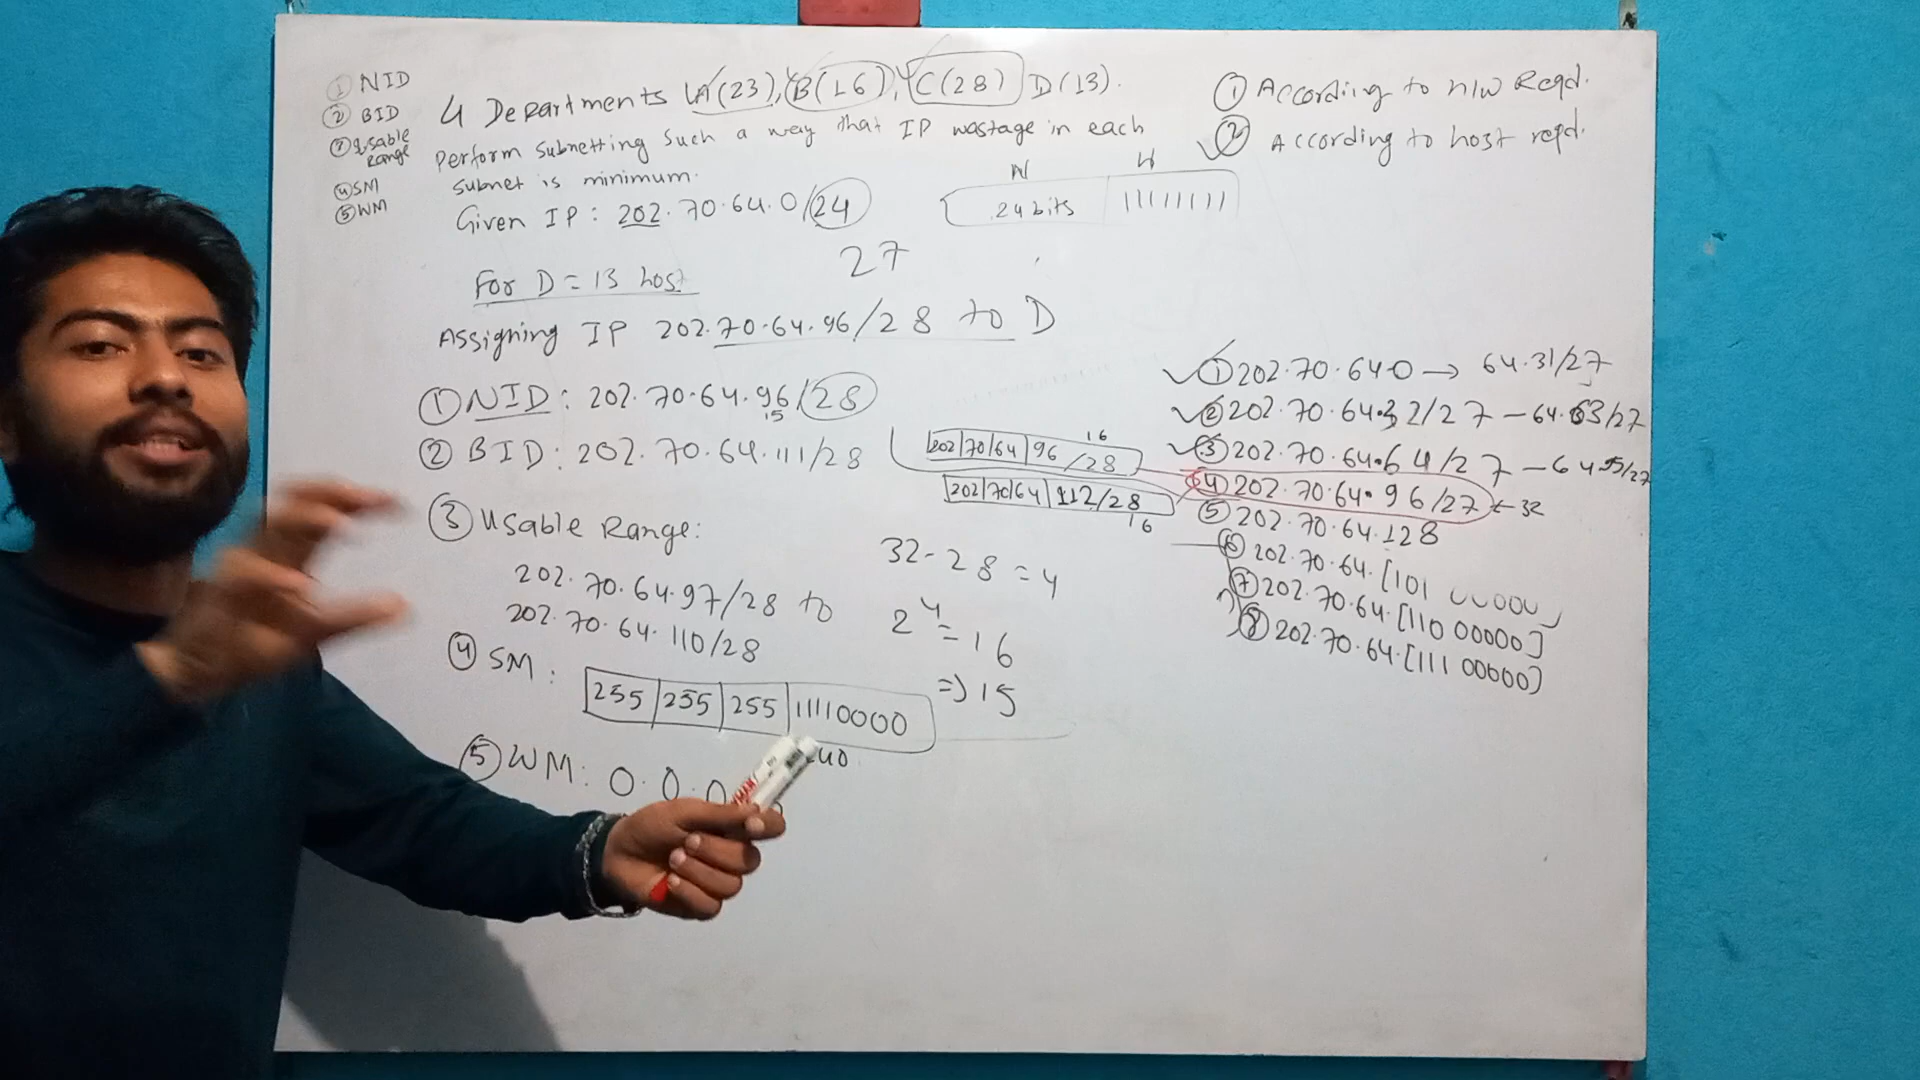 ① NID
② BID
③ Usable Range
④ SM
⑤ WM
4 Departments A(23), B(16), C(28) D(13).
Perform Subnetting Such a way that IP wastage in each
subnet is minimum.
Given IP: 202.70.64.0/24
N H
24 bits 11111111
① According to n/w Reqd.
② According to host reqd.
27
For D = 13 host
Assigning IP 202.70.64.96/28 to D
① NID: 202.70.64.96/28
15
② BID: 202.70.64.111/28
③ Usable Range:
202.70.64.97/28 to
202.70.64.110/28
④ SM: 255 255 255 11110000
⑤ WM: 0.0.0
202 70 64 96/28 16
202 70 64 112/28 16
32-28=4
2^4=16
=) 15
① 202.70.64.0 → 64.31/27
② 202.70.64.32/27 - 64.63/27
③ 202.70.64.64/27 - 64.95/27
④ 202.70.64.96/27 ← 32
⑤ 202.70.64.128
⑥ 202.70.64.[101 00000]
⑦ 202.70.64.[110 00000]
⑧ 202.70.64.[111 00000]